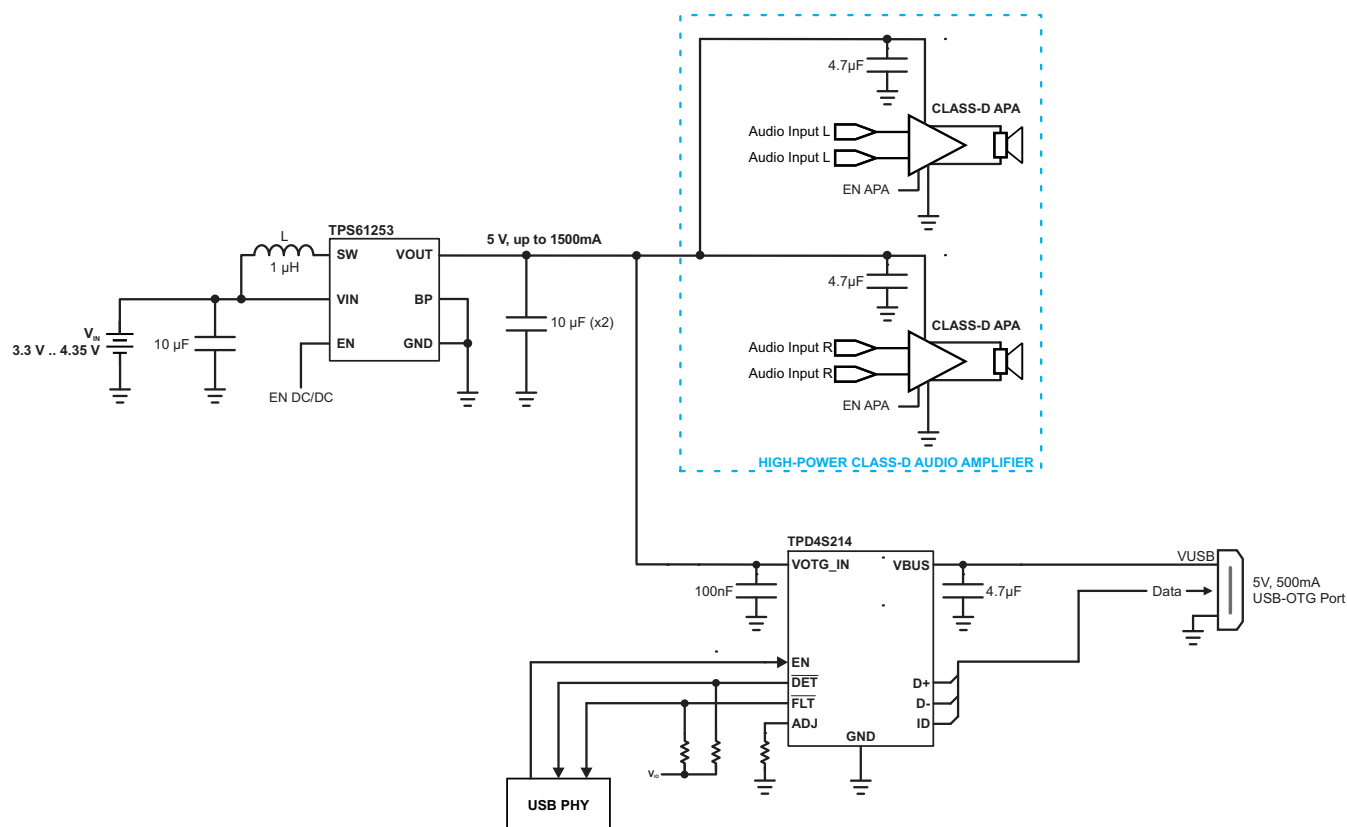 4.7µF
CLASS-D APA
Audio Input L
Audio Input L
EN APA
TPS61253
L
1 µH
SW
VOUT
5 V, up to 1500mA
VIN
BP
EN
GND
10 µF
VIN
3.3 V .. 4.35 V
EN DC/DC
10 µF (x2)
4.7µF
CLASS-D APA
Audio Input R
Audio Input R
EN APA
HIGH-POWER CLASS-D AUDIO AMPLIFIER
TPD4S214
VOTG_IN
VBUS
100nF
4.7µF
VUSB
Data
5V, 500mA
USB-OTG Port
EN
DET
FLT
ADJ
D+
D-
ID
GND
VIO
USB PHY